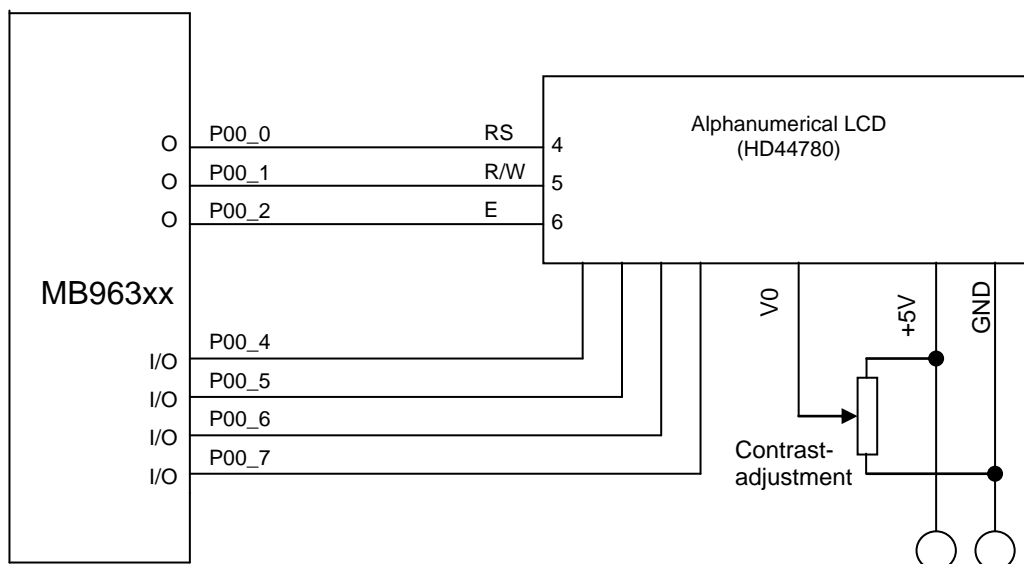 Alphanumerical LCD
(HD44780)
O P00_0 RS 4
O P00_1 R/W 5
O P00_2 E 6
MB963xx
V0 +5V GND
I/O P00_4
I/O P00_5
I/O P00_6
I/O P00_7
Contrast-
adjustment